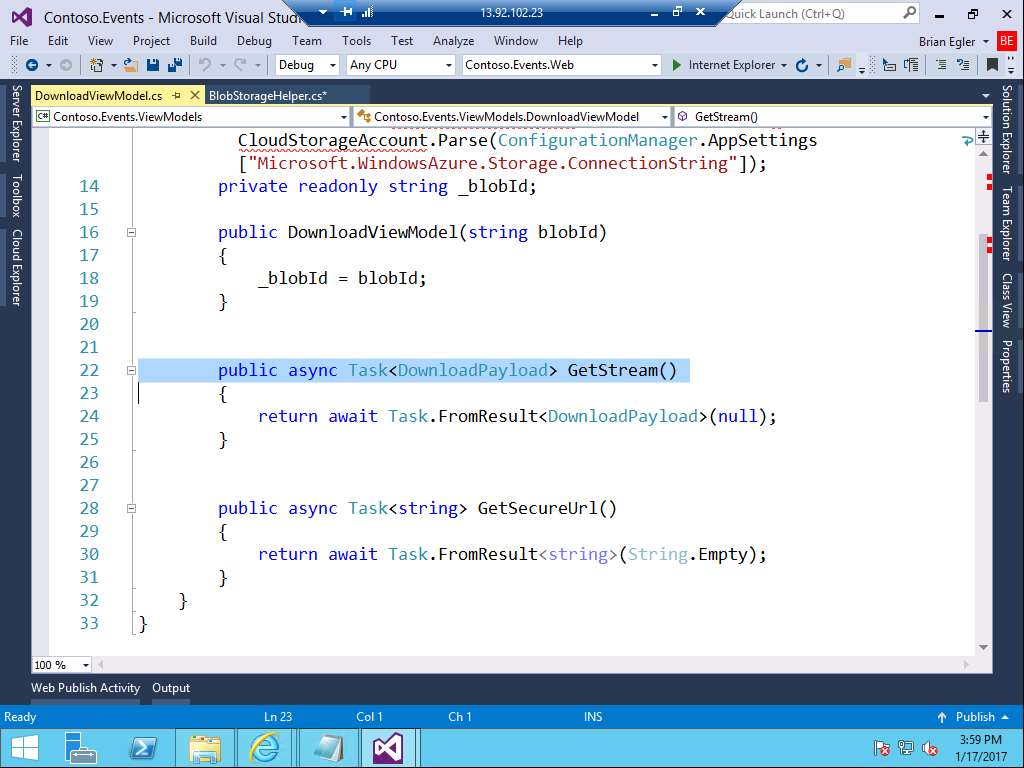 Contoso.Events - Microsoft Visual Studi
13.92.102.23
Quick Launch (Ctrl+Q)
File Edit View Project Build Debug Team Tools Test Analyze Window Help
Brian Egler BE
Debug Any CPU Contoso.Events.Web Internet Explorer
DownloadViewModel.cs BlobStorageHelper.cs*
C# Contoso.Events.ViewModels Contoso.Events.ViewModels.DownloadViewModel GetStream()
CloudStorageAccount.Parse(ConfigurationManager.AppSettings
["Microsoft.WindowsAzure.Storage.ConnectionString"]);
14 private readonly string _blobId;
15
16 public DownloadViewModel(string blobId)
17 {
18 _blobId = blobId;
19 }
20
21
22 public async Task<DownloadPayload> GetStream()
23 {
24 return await Task.FromResult<DownloadPayload>(null);
25 }
26
27
28 public async Task<string> GetSecureUrl()
29 {
30 return await Task.FromResult<string>(String.Empty);
31 }
32 }
33 }
Server Explorer
Toolbox
Cloud Explorer
Solution Explorer
Team Explorer
Class View
Properties
100 %
Web Publish Activity Output
Ready Ln 23 Col 1 Ch 1 INS Publish
3:59 PM
1/17/2017